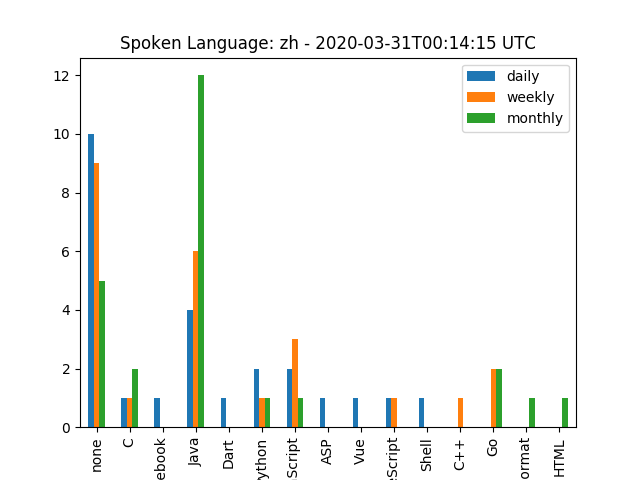 Spoken Language: zh - 2020-03-31T00:14:15 UTC
daily
weekly
monthly
12
10
8
6
4
2
0
none
C
ebook
Java
Dart
ython
Script
ASP
Vue
eScript
Shell
C++
Go
ormat
HTML